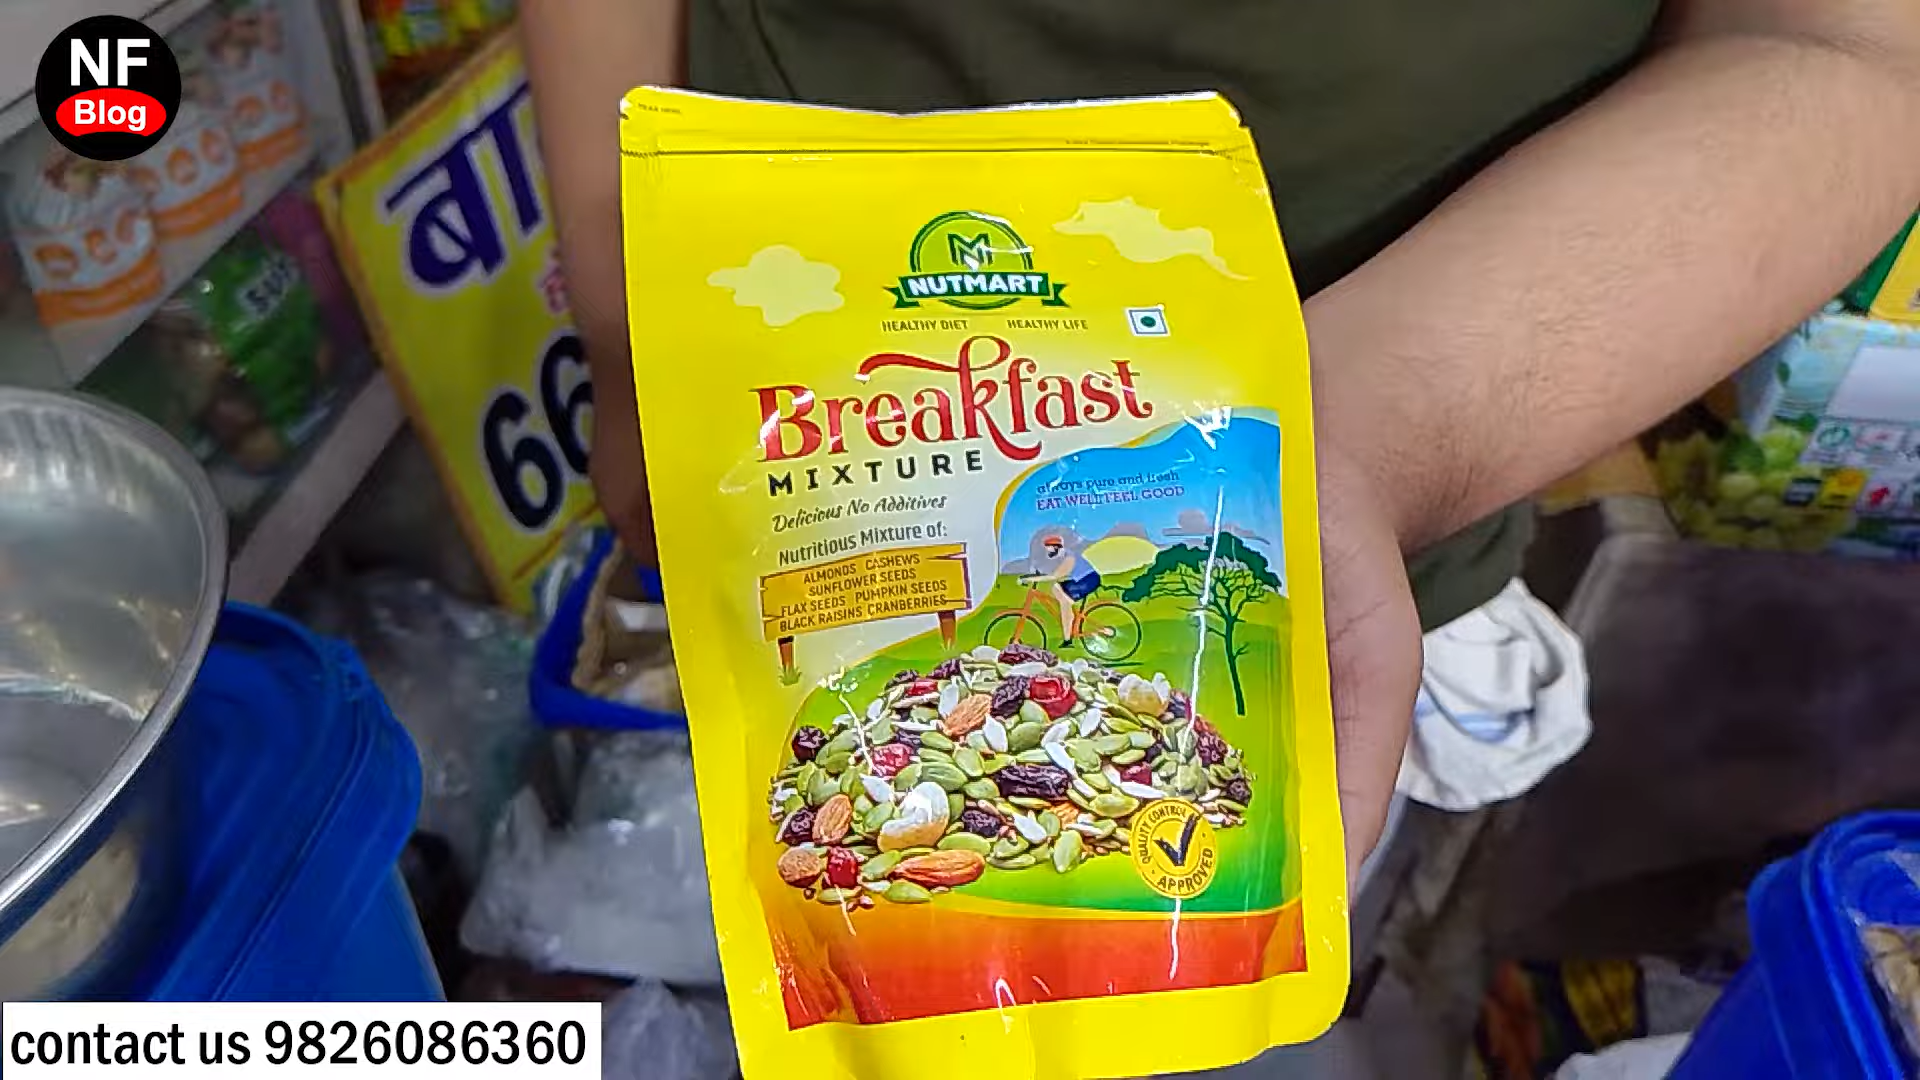 NF
Blog
बा
66
NUTMART
HEALTHY DIET HEALTHY LIFE
Breakfast
MIXTURE
Delicious No Additives
Nutritious Mixture of:
ALMONDS CASHEWS
SUNFLOWER SEEDS
FLAX SEEDS PUMPKIN SEEDS
BLACK RAISINS CRANBERRIES
always pure and fresh
EAT WELL FEEL GOOD
QUALITY CONTROL
APPROVED
contact us 9826086360